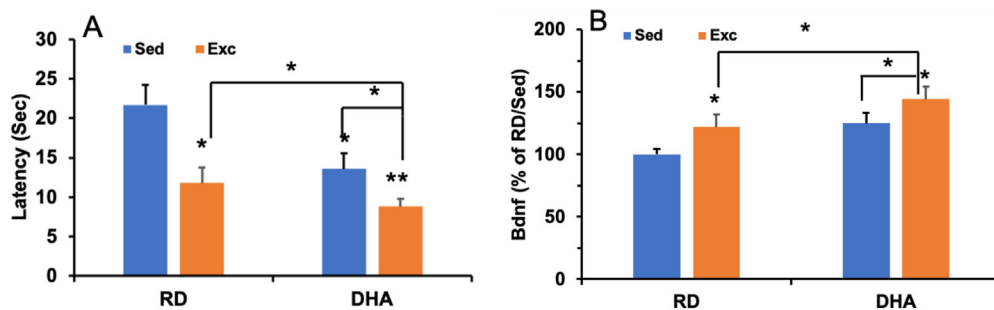 A
Sed Exc
Latency (Sec)
30
25
20
15
10
5
0
*
*
*
*
**
RD DHA
B
Sed Exc
Bdnf (% of RD/Sed)
200
150
100
50
0
*
*
*
*
RD DHA